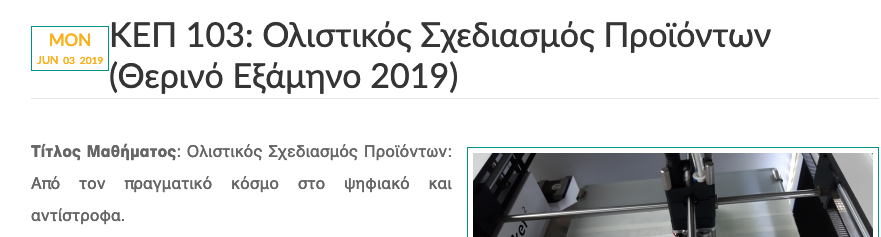 MON
JUN 03 2019
ΚΕΠ 103: Ολιστικός Σχεδιασμός Προϊόντων
(Θερινό Εξάμηνο 2019)
Τίτλος Μαθήματος: Ολιστικός Σχεδιασμός Προϊόντων:
Από τον πραγματικό κόσμο στο ψηφιακό και
αντίστροφα.